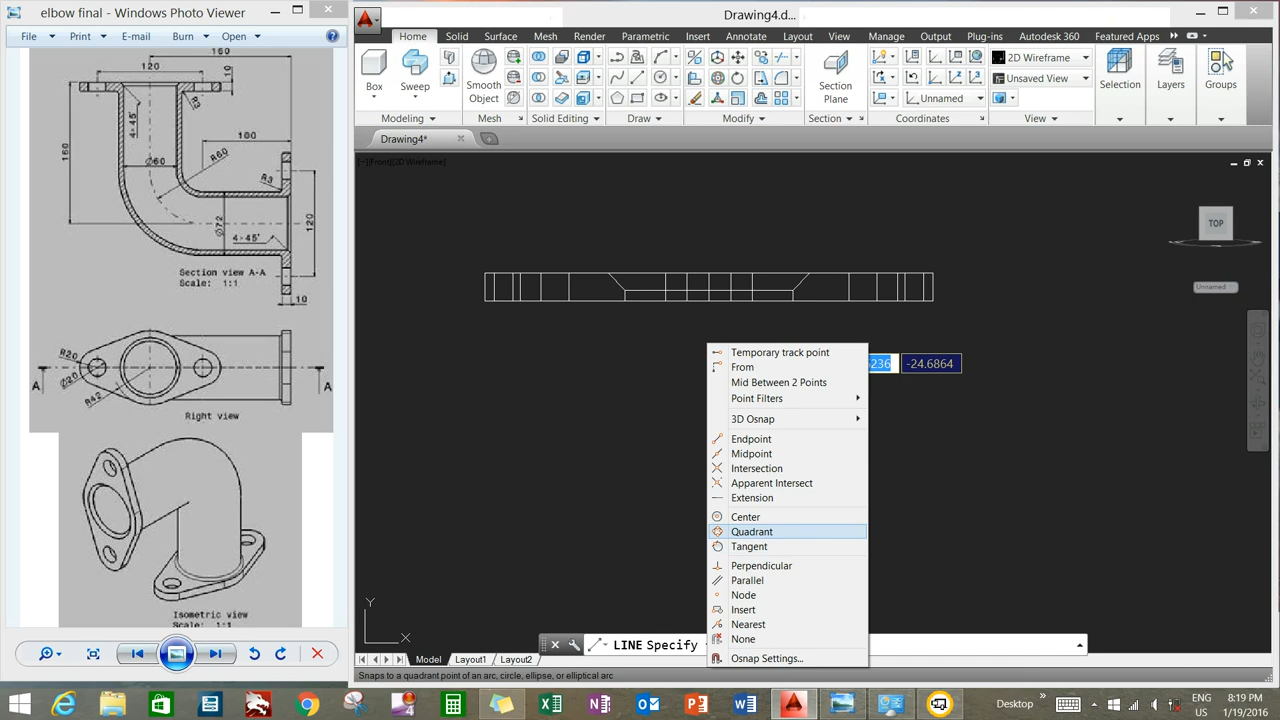 elbow final - Windows Photo Viewer
File Print E-mail Burn Open
160
120
10
R3
4-45°
160
100
Ø60
R60
R3
Ø72
120
4-45°
Section view A-A
Scale: 1:1
10
R20
Ø20
R42
A
A
Right view
Isometric view
Scale: 1:1
Drawing4.d...
Home Solid Surface Mesh Render Parametric Insert Annotate Layout View Manage Output Plug-ins Autodesk 360 Featured Apps
Box
Sweep
Smooth Object
Section Plane
2D Wireframe
Unsaved View
Unnamed
Selection
Layers
Groups
Modeling Mesh Solid Editing Draw Modify Section Coordinates View
Drawing4*
[−][Front][2D Wireframe]
TOP
Unnamed
236 -24.6864
Temporary track point
From
Mid Between 2 Points
Point Filters
3D Osnap
Endpoint
Midpoint
Intersection
Apparent Intersect
Extension
Center
Quadrant
Tangent
Perpendicular
Parallel
Node
Insert
Nearest
None
Osnap Settings...
Y
X
LINE Specify
Model Layout1 Layout2
Snaps to a quadrant point of an arc, circle, ellipse, or elliptical arc
Desktop
ENG
US
8:19 PM
1/19/2016